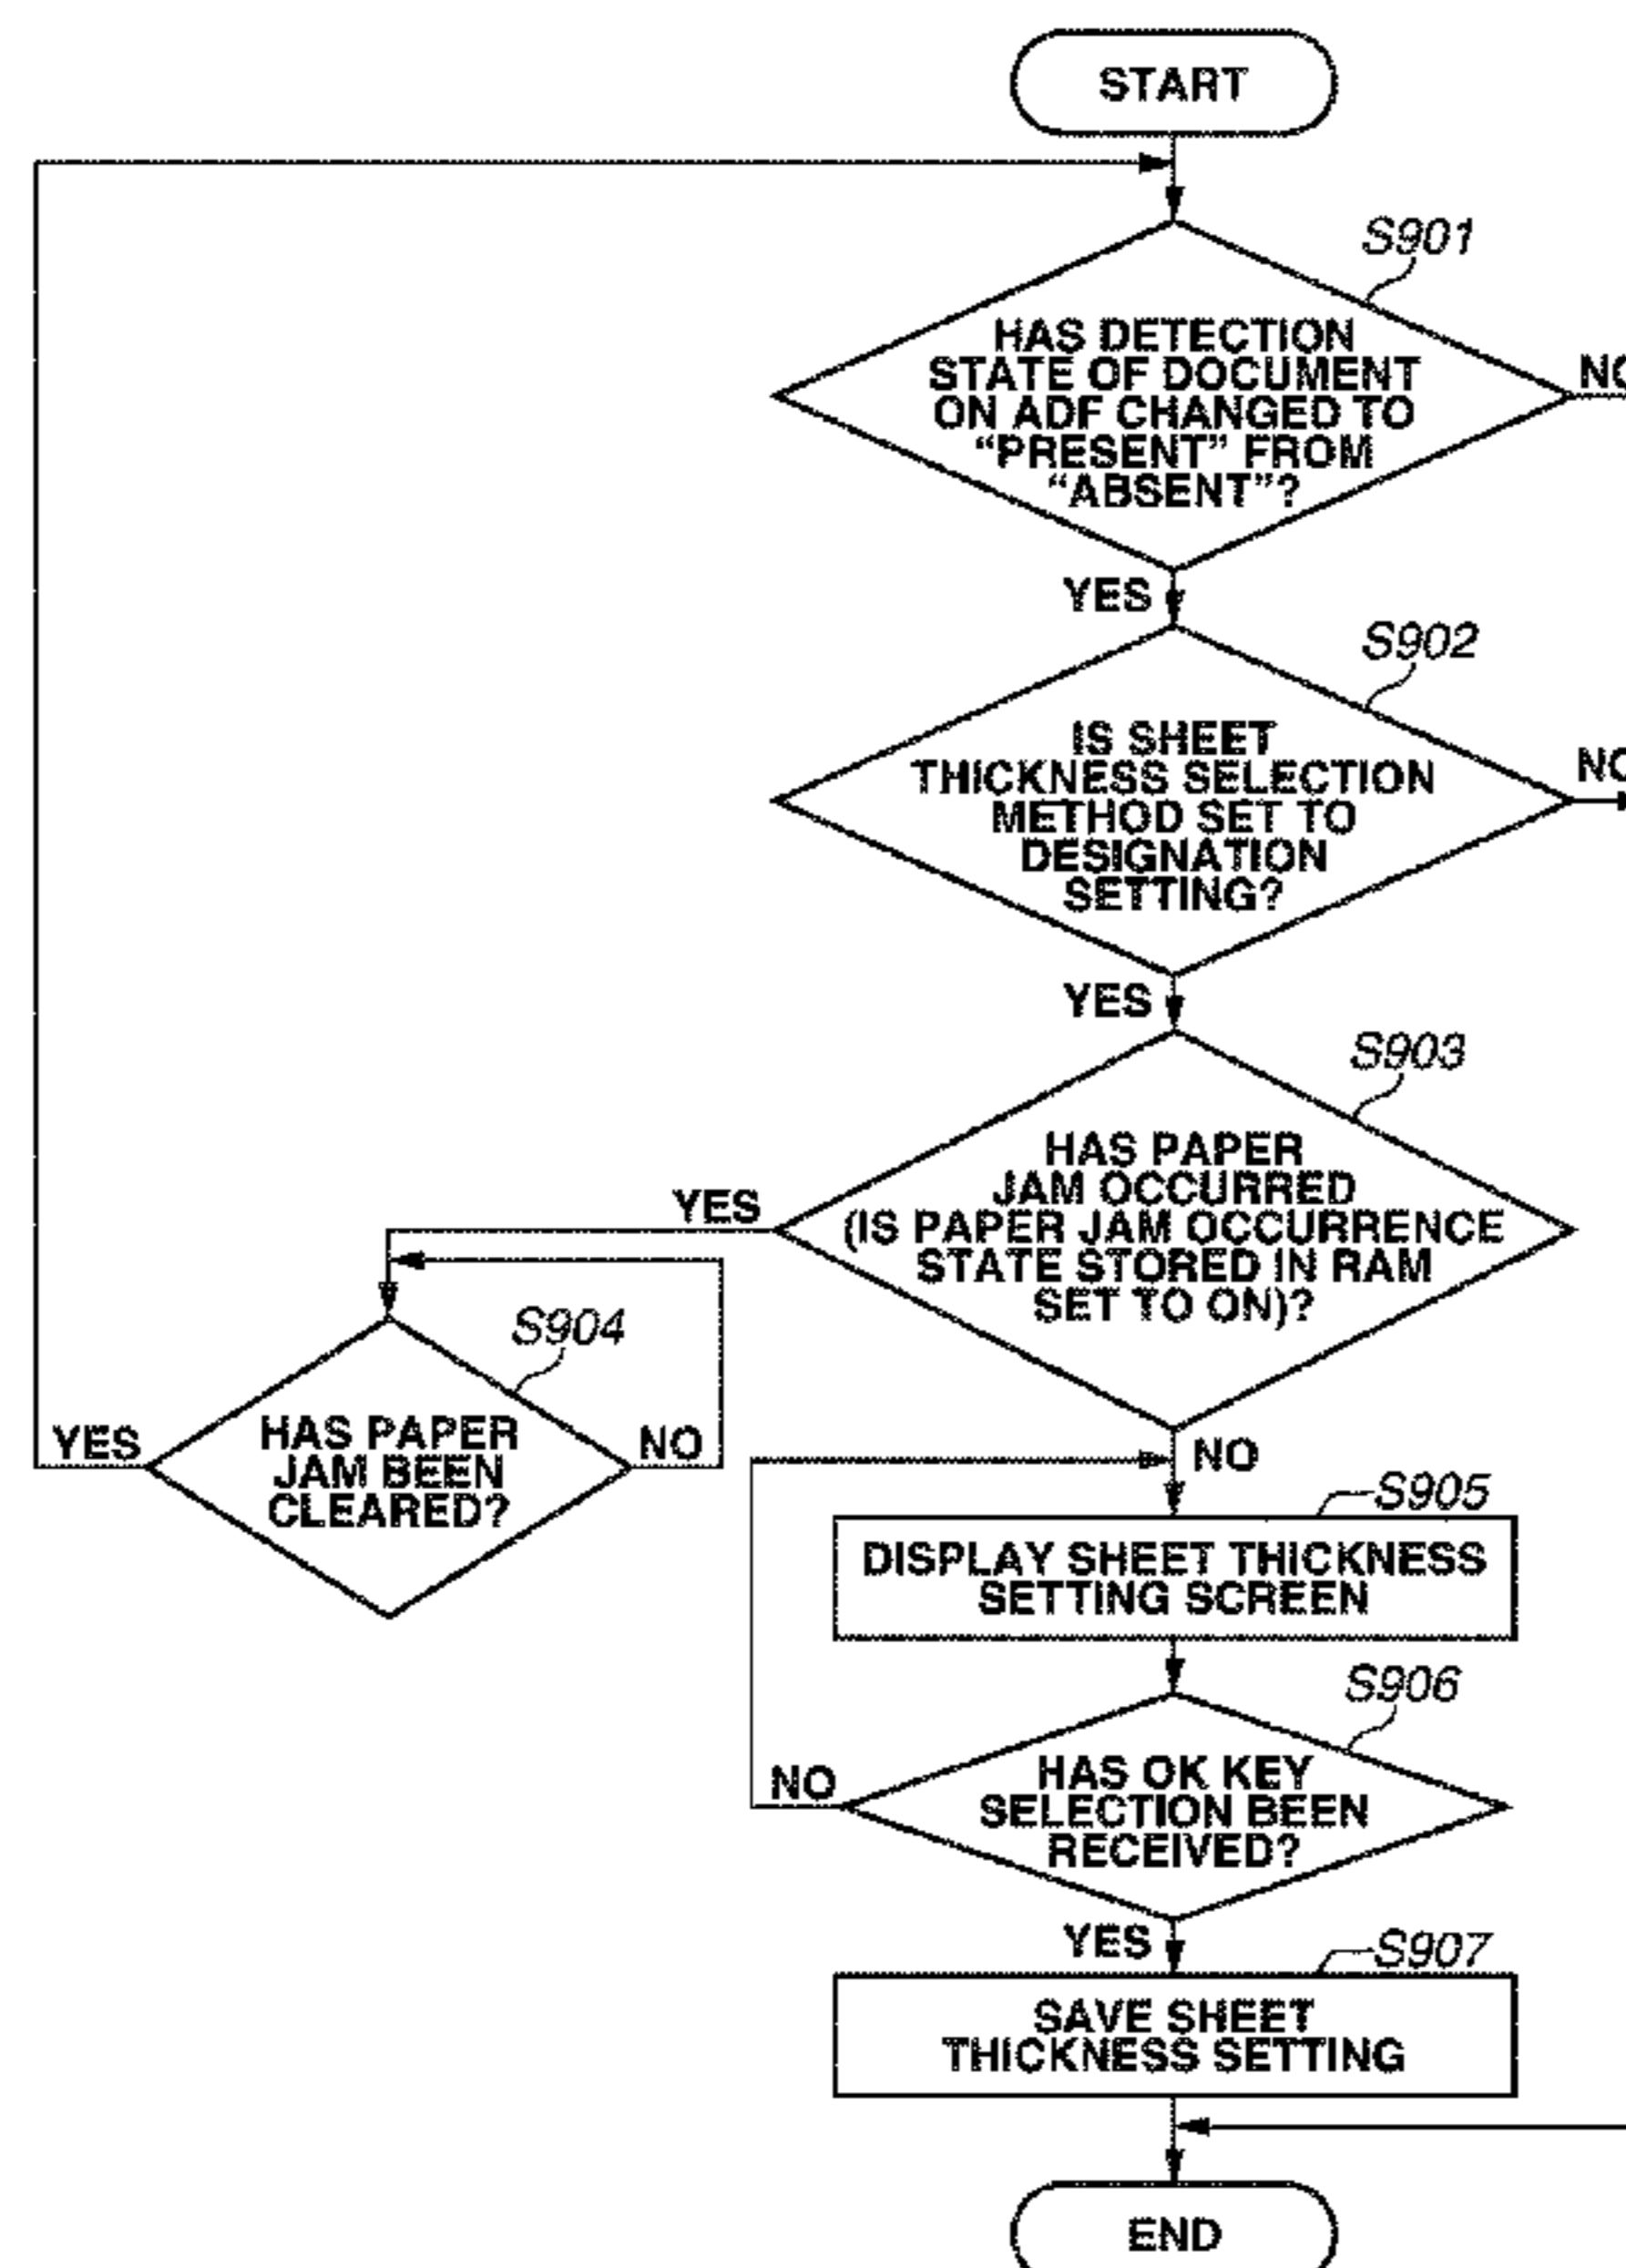 START
S901
HAS DETECTION
STATE OF DOCUMENT
ON ADF CHANGED TO
“PRESENT” FROM
“ABSENT”?
NO
YES
S902
IS SHEET
THICKNESS SELECTION
METHOD SET TO
DESIGNATION
SETTING?
NO
YES
S903
HAS PAPER
JAM OCCURRED
(IS PAPER JAM OCCURRENCE
STATE STORED IN RAM
SET TO ON)?
YES
S904
HAS PAPER
JAM BEEN
CLEARED?
YES
NO
NO
S905
DISPLAY SHEET THICKNESS
SETTING SCREEN
S906
HAS OK KEY
SELECTION BEEN
RECEIVED?
NO
YES
S907
SAVE SHEET
THICKNESS SETTING
END